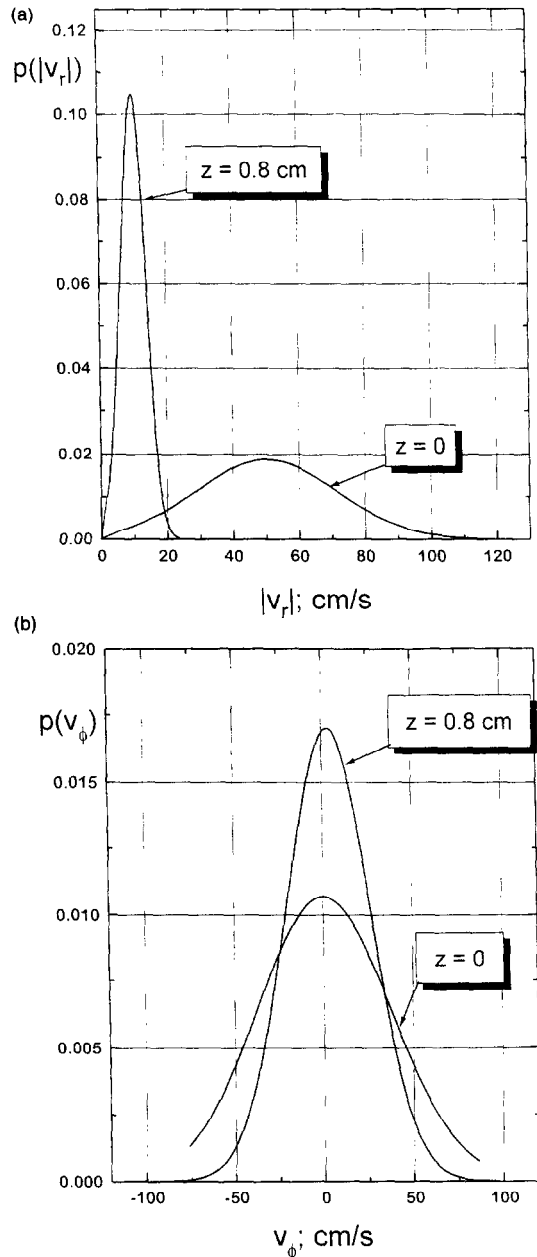 (a)
0.12
p(|v_r|)
0.10
z = 0.8 cm
0.08
0.06
0.04
z = 0
0.02
0.00
0 20 40 60 80 100 120
|v_r|; cm/s
(b)
0.020
p(v_ϕ)
z = 0.8 cm
0.015
0.010
z = 0
0.005
0.000
-100 -50 0 50 100
v_ϕ; cm/s